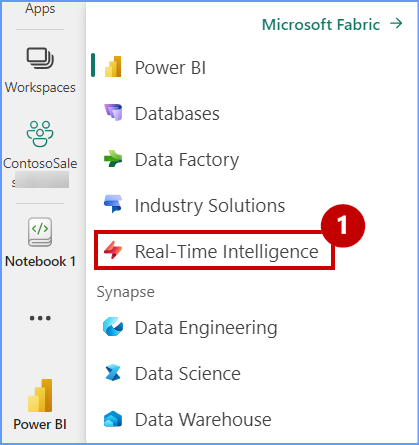 Apps
Workspaces
ContosoSale
s
Notebook 1
Power BI
Microsoft Fabric
Power BI
Databases
Data Factory
Industry Solutions
Real-Time Intelligence
1
Synapse
Data Engineering
Data Science
Data Warehouse